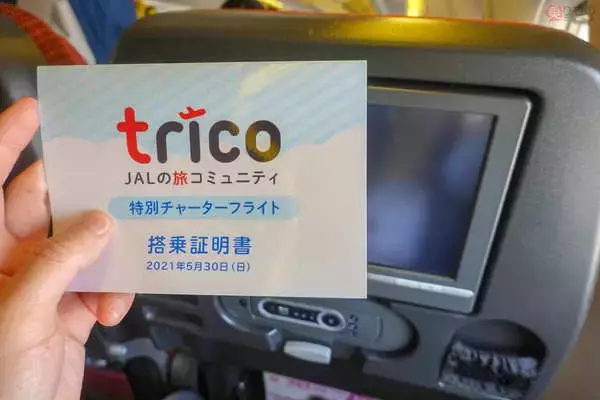 trico
JALの旅コミュニティ
特別チャーターフライト
搭乗証明書
2021年5月30日(日)